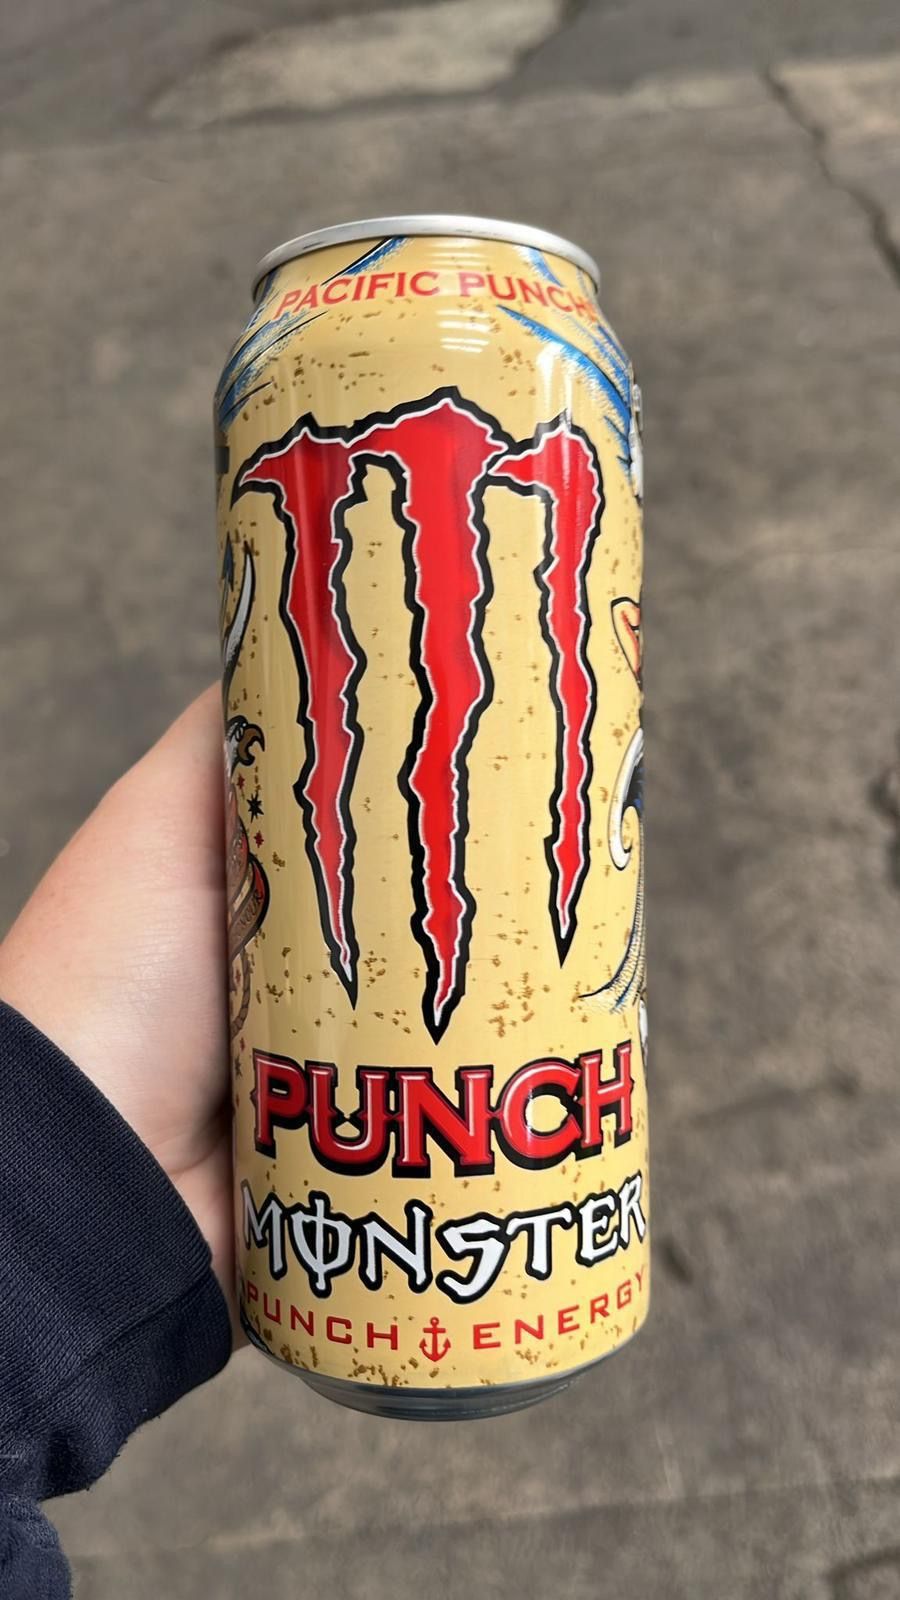 PACIFIC PUNCH
PUNCH
MONSTER
PUNCH ENERGY